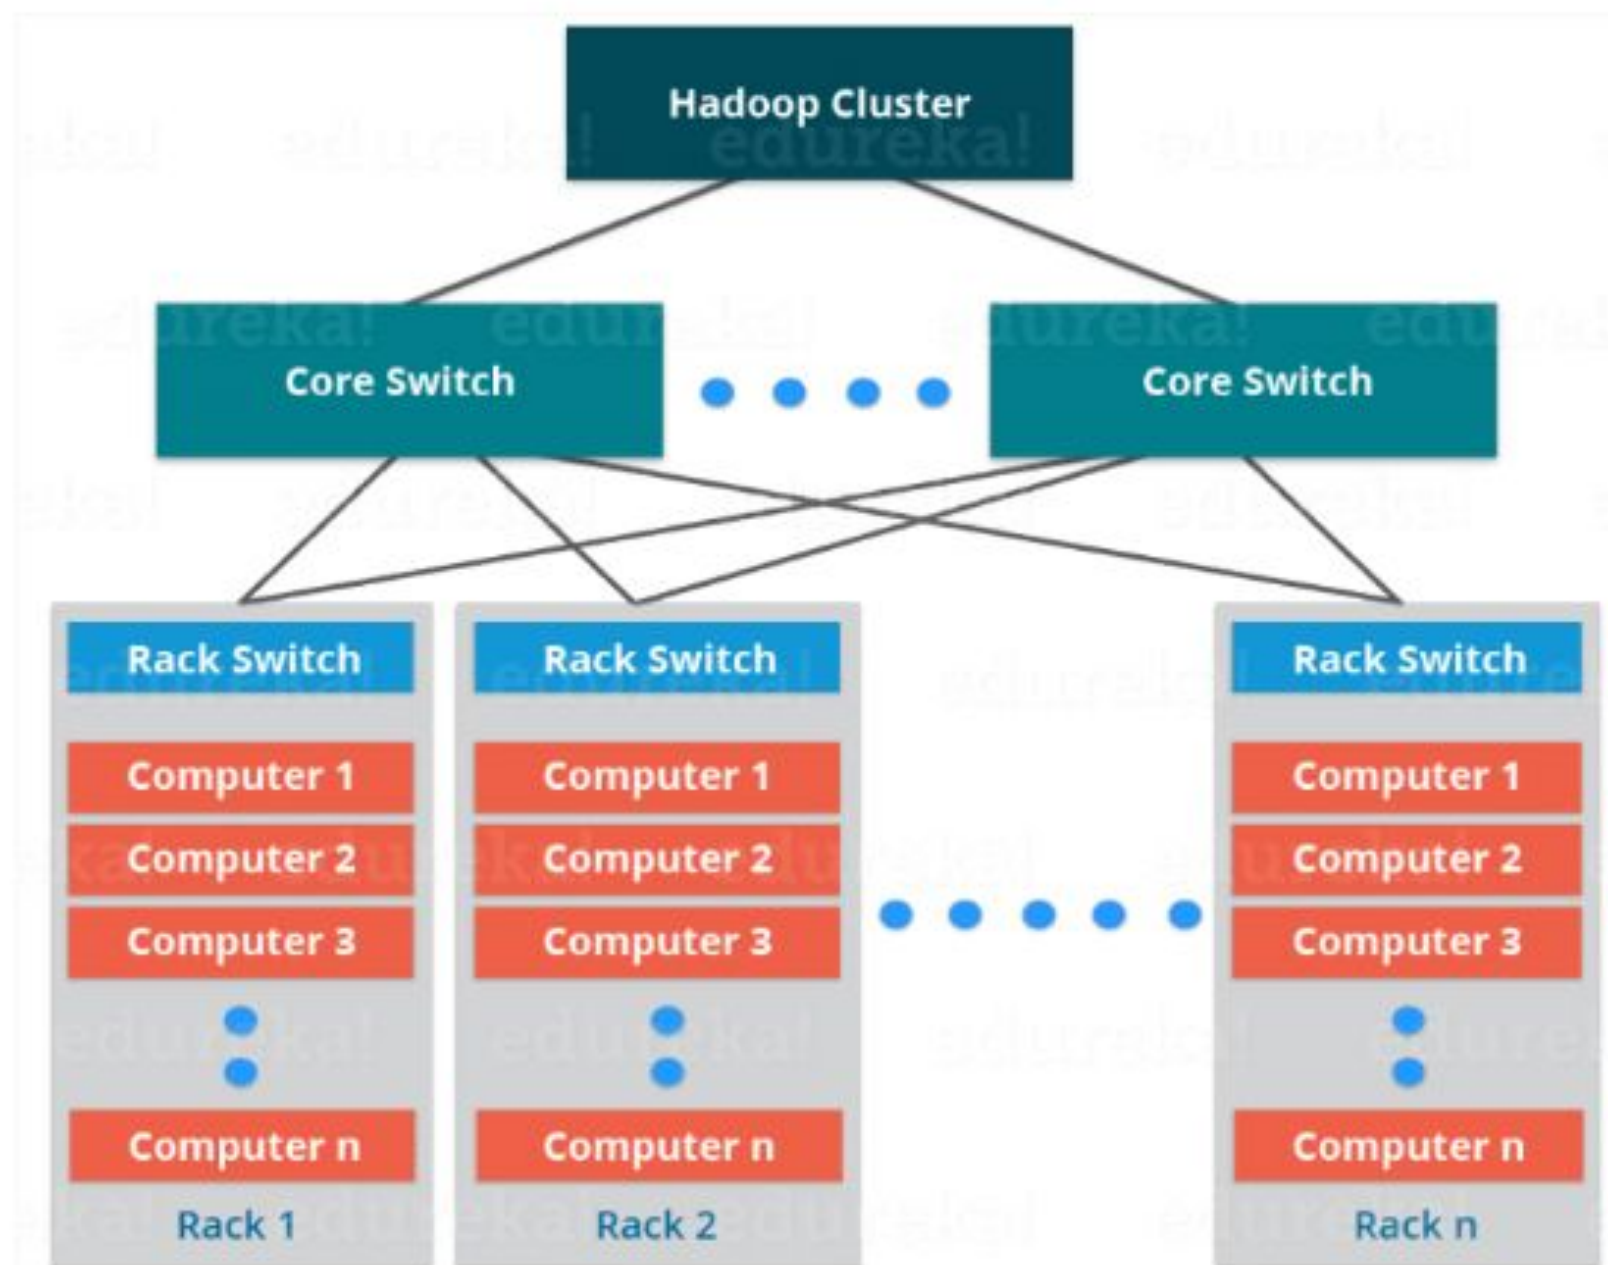 Hadoop Cluster
edureka!
Core Switch
Core Switch
Rack Switch
Rack Switch
Rack Switch
Computer 1
Computer 1
Computer 1
Computer 2
Computer 2
Computer 2
Computer 3
Computer 3
Computer 3
Computer n
Computer n
Computer n
Rack 1
Rack 2
Rack n